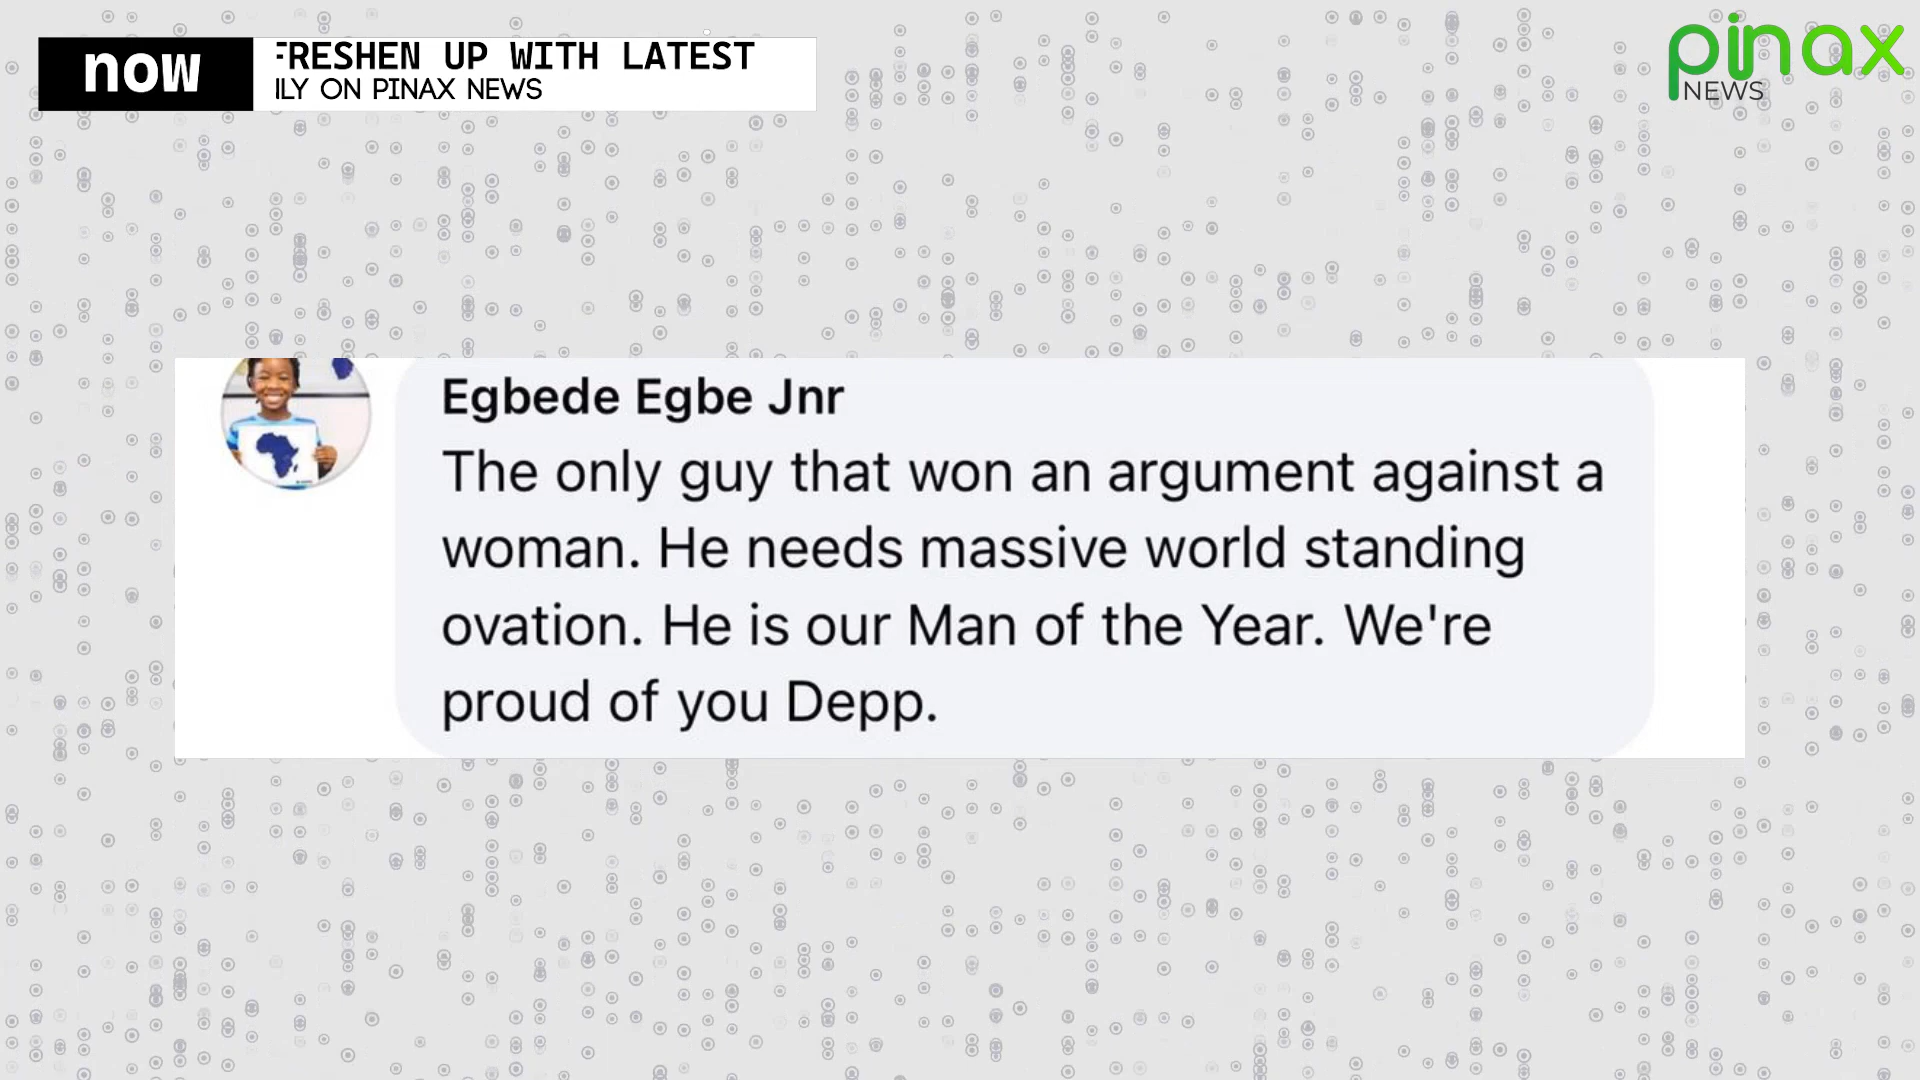 now
FRESHEN UP WITH LATEST
ILY ON PINAX NEWS
pinax
NEWS
Egbede Egbe Jnr
The only guy that won an argument against a
woman. He needs massive world standing
ovation. He is our Man of the Year. We're
proud of you Depp.